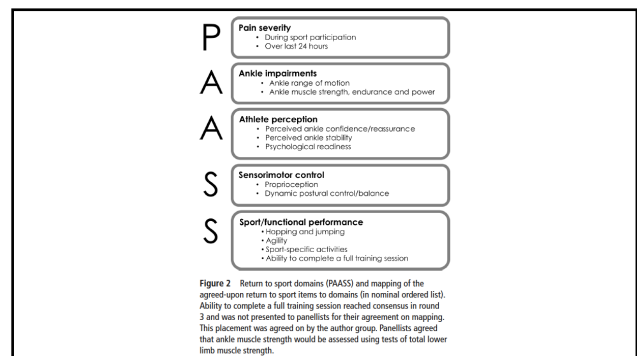 P
Pain severity
• During sport participation
• Over last 24 hours
A
Ankle impairments
• Ankle range of motion
• Ankle muscle strength, endurance and power
A
Athlete perception
• Perceived ankle confidence/reassurance
• Perceived ankle stability
• Psychological readiness
S
Sensorimotor control
• Proprioception
• Dynamic postural control/balance
S
Sport/functional performance
• Hopping and jumping
• Agility
• Sport-specific activities
• Ability to complete a full training session
Figure 2 Return to sport domains (PAASS) and mapping of the
agreed-upon return to sport items to domains (in nominal ordered list).
Ability to complete a full training session reached consensus in round
3 and was not presented to panellists for their agreement on mapping.
This placement was agreed on by the author group. Panellists agreed
that ankle muscle strength would be assessed using tests of total lower
limb muscle strength.